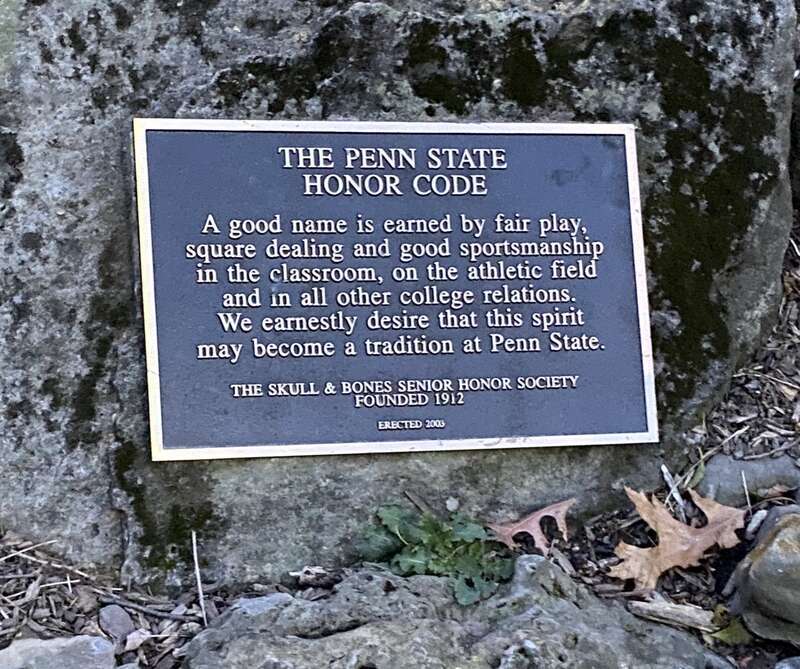 THE PENN STATE
HONOR CODE
A good name is earned by fair play,
square dealing and good sportsmanship
in the classroom, on the athletic field
and in all other college relations.
We earnestly desire that this spirit
may become a tradition at Penn State.
THE SKULL & BONES SENIOR HONOR SOCIETY
FOUNDED 1912
ERECTED 2003